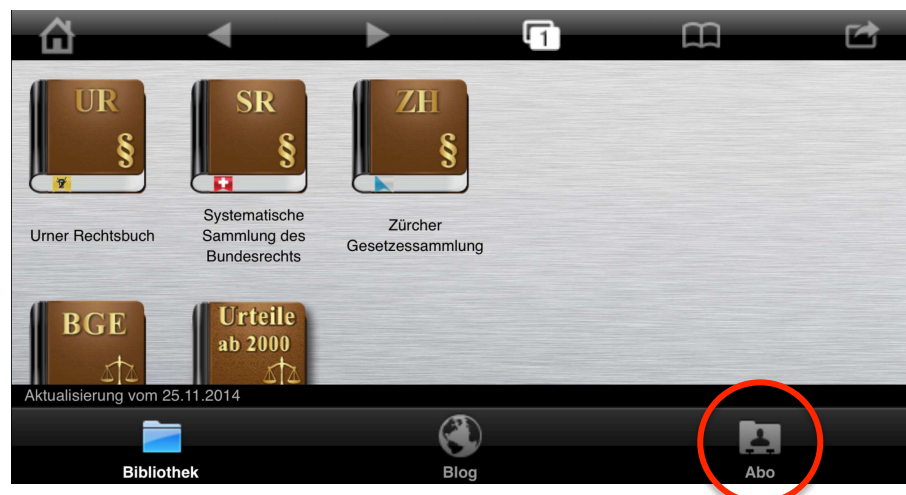 1
UR
§
Urner Rechtsbuch
SR
§
Systematische
Sammlung des
Bundesrechts
ZH
§
Zürcher
Gesetzessammlung
BGE
Urteile
ab 2000
Aktualisierung vom 25.11.2014
Bibliothek
Blog
Abo